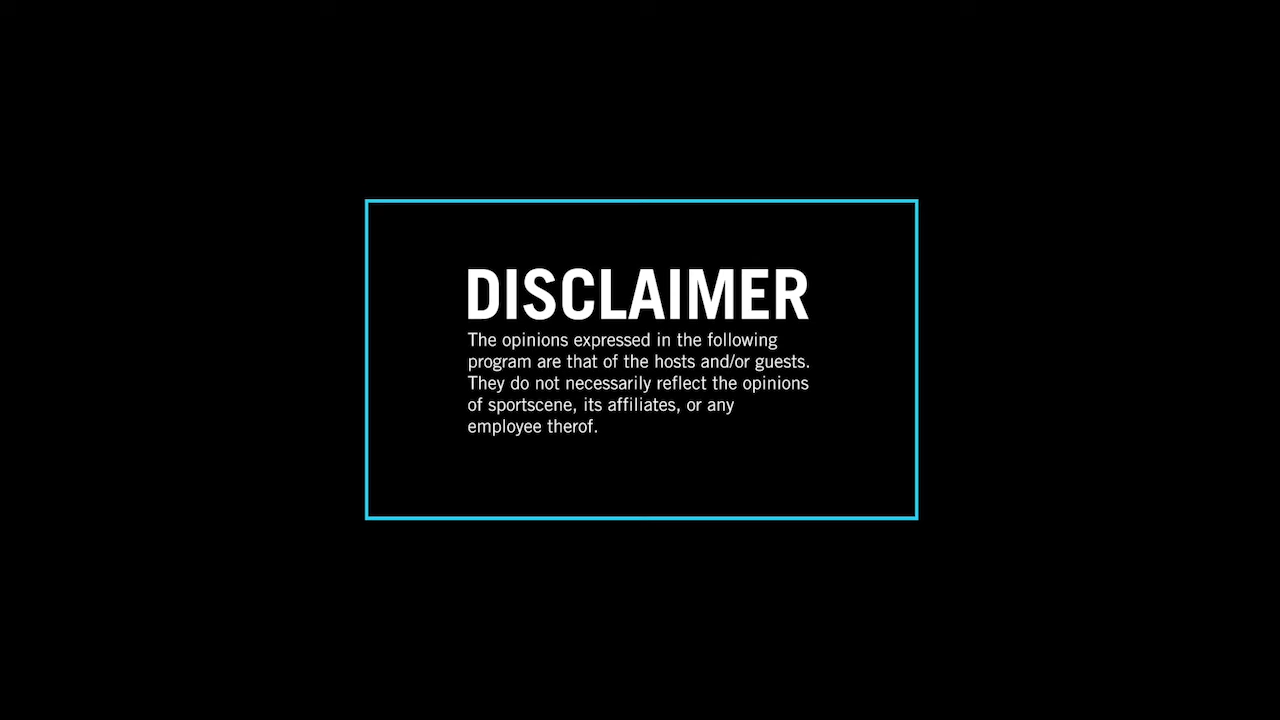 DISCLAIMER
The opinions expressed in the following
program are that of the hosts and/or guests.
They do not necessarily reflect the opinions
of sportscene, its affiliates, or any
employee therof.